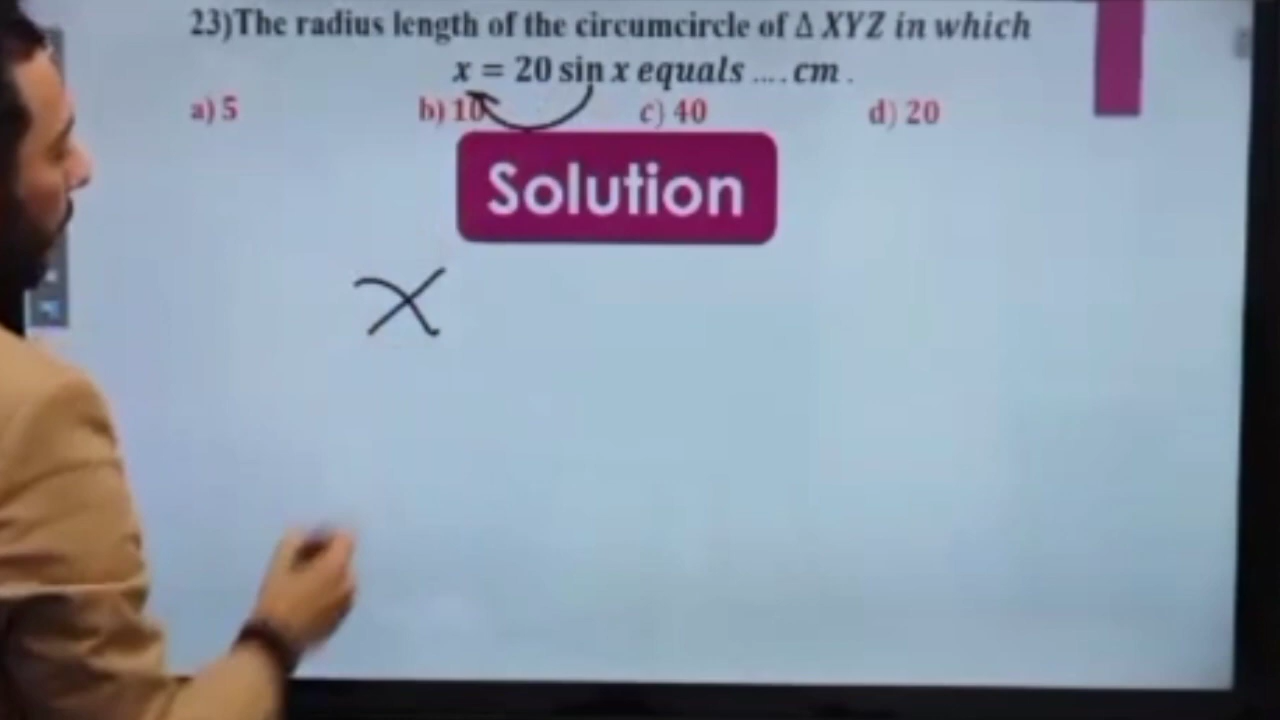 23)The radius length of the circumcircle of Δ XYZ in which
x = 20 sin x equals .... cm .
a) 5 b) 10 c) 40 d) 20
Solution
x